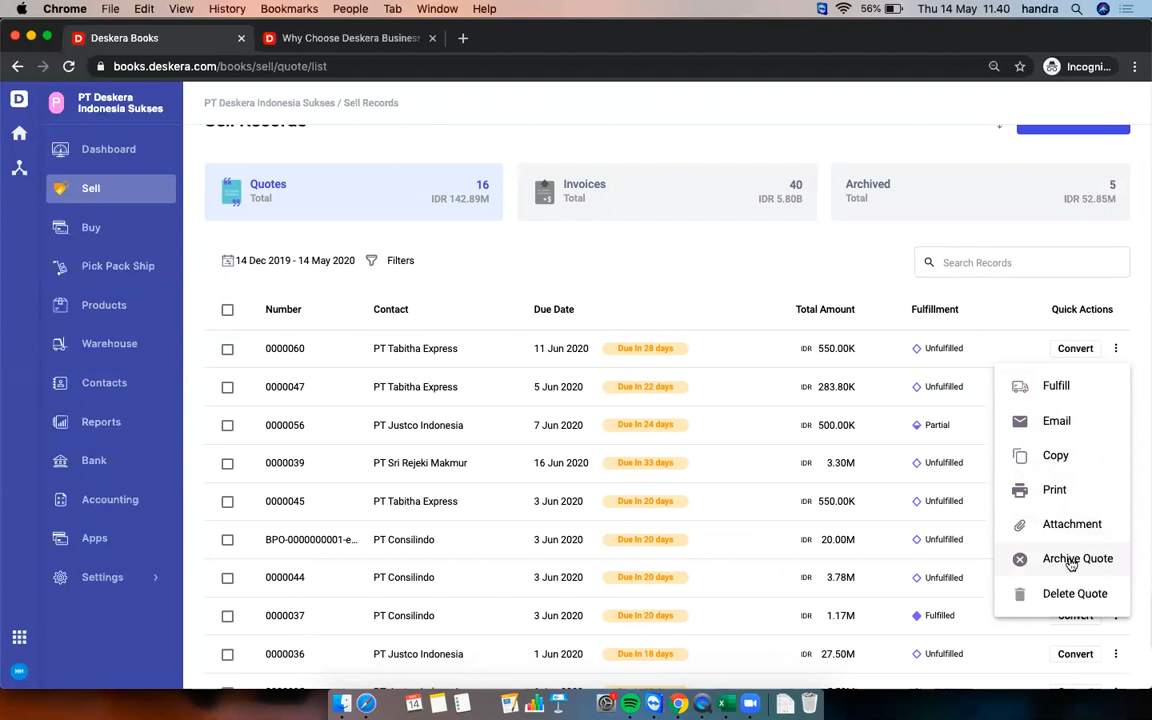 Chrome File Edit View History Bookmarks People Tab Window Help 56% Thu 14 May 11.40 handra
Deskera Books
Why Choose Deskera Business
books.deskera.com/books/sell/quote/list
Incogni...
PT Deskera
Indonesia Sukses
PT Deskera Indonesia Sukses / Sell Records
Sell Records
Dashboard
Sell
Buy
Pick Pack Ship
Products
Warehouse
Contacts
Reports
Bank
Accounting
Apps
Settings
Quotes 16
Total IDR 142.89M
Invoices 40
Total IDR 5.80B
Archived 5
Total IDR 52.85M
14 Dec 2019 - 14 May 2020 Filters
Search Records
Number Contact Due Date Total Amount Fulfillment Quick Actions
0000060 PT Tabitha Express 11 Jun 2020 Due In 28 days IDR 550.00K Unfulfilled Convert
0000047 PT Tabitha Express 5 Jun 2020 Due In 22 days IDR 283.80K Unfulfilled
0000056 PT Justco Indonesia 7 Jun 2020 Due In 24 days IDR 500.00K Partial
0000039 PT Sri Rejeki Makmur 16 Jun 2020 Due In 33 days IDR 3.30M Unfulfilled
0000045 PT Tabitha Express 3 Jun 2020 Due In 20 days IDR 550.00K Unfulfilled
BPO-0000000001-e... PT Consilindo 3 Jun 2020 Due In 20 days IDR 20.00M Unfulfilled
0000044 PT Consilindo 3 Jun 2020 Due In 20 days IDR 3.78M Unfulfilled
0000037 PT Consilindo 3 Jun 2020 Due In 20 days IDR 1.17M Fulfilled Convert
0000036 PT Justco Indonesia 1 Jun 2020 Due In 18 days IDR 27.50M Unfulfilled Convert
Fulfill
Email
Copy
Print
Attachment
Archive Quote
Delete Quote